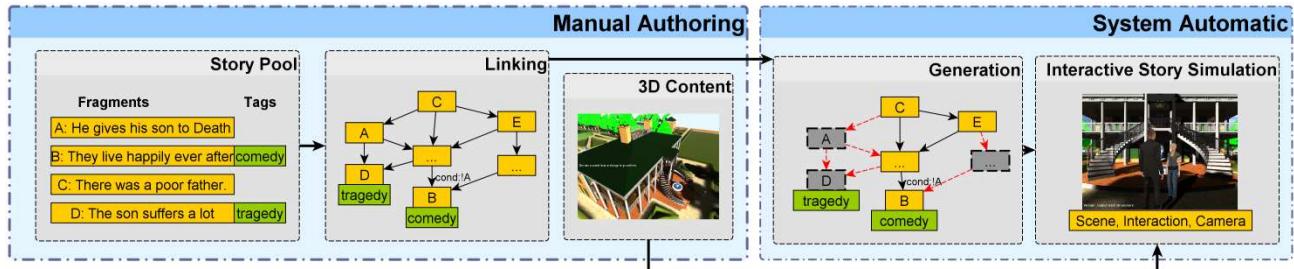 Manual Authoring
Story Pool
Fragments Tags
A: He gives his son to Death
B: They live happily ever after comedy
C: There was a poor father.
D: The son suffers a lot tragedy
Linking
C
A
E
...
D
...
tragedy
cond:!A
B
comedy
3D Content
System Automatic
Generation
C
A
E
...
...
D
tragedy
cond:!A
B
comedy
Interactive Story Simulation
Scene, Interaction, Camera